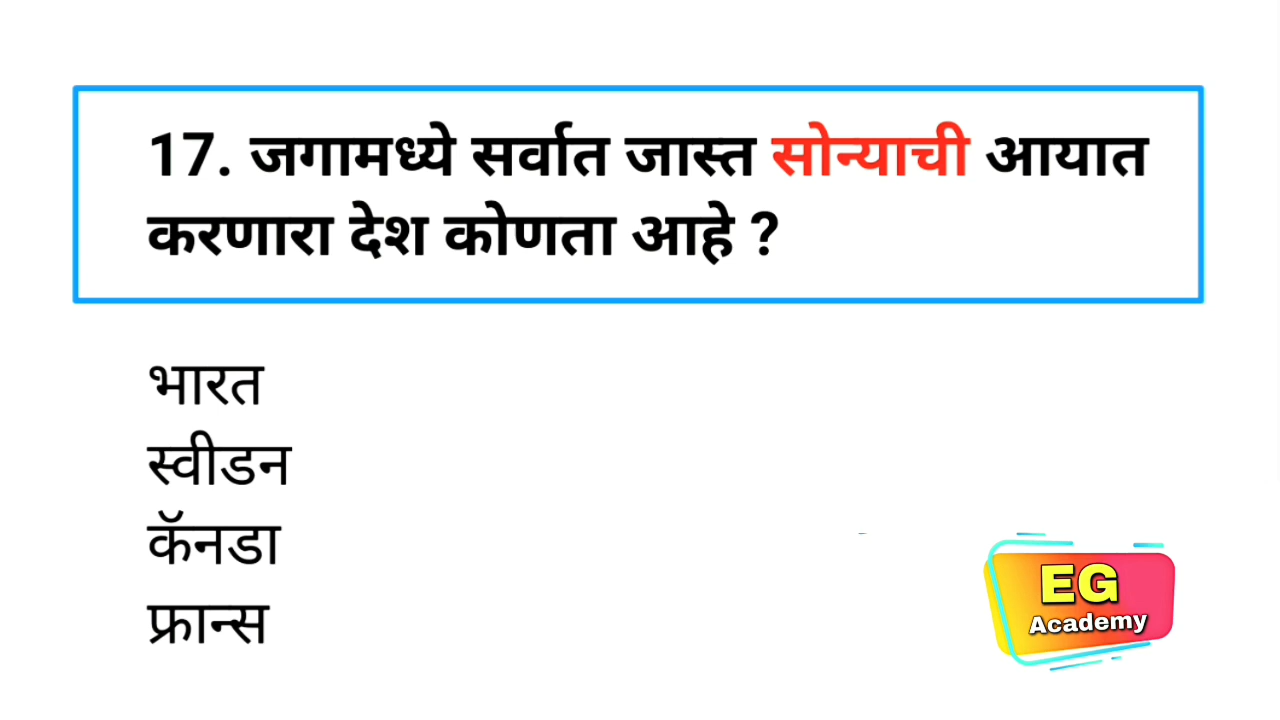 17. जगामध्ये सर्वात जास्त सोन्याची आयात
करणारा देश कोणता आहे ?
भारत
स्वीडन
कॅनडा
फ्रान्स
EG
Academy